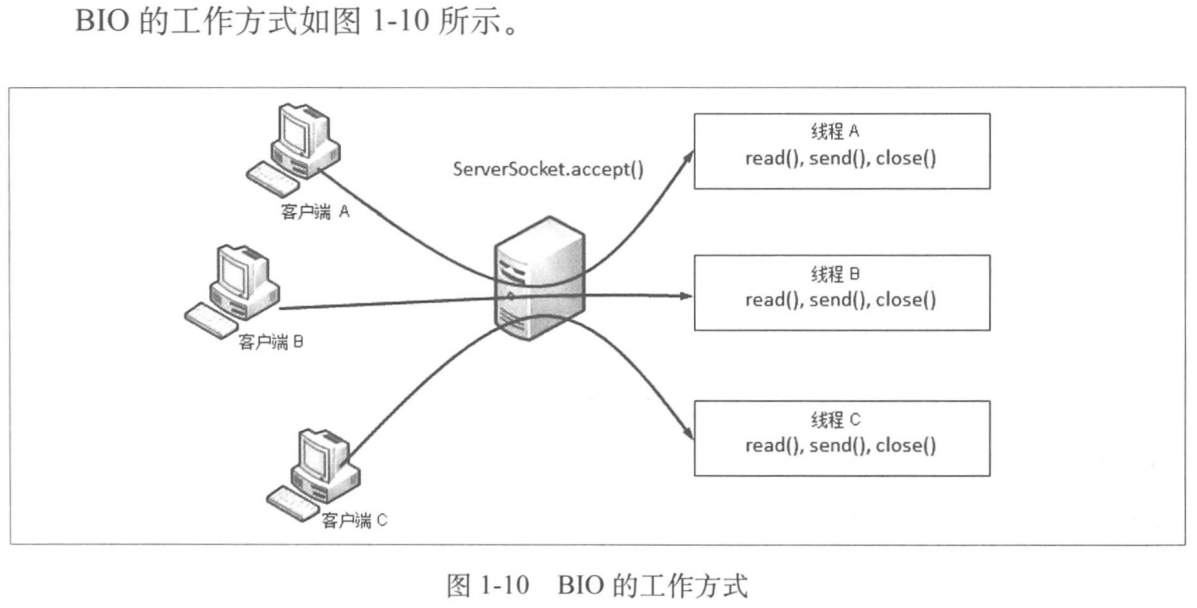 BIO 的工作方式如图 1-10 所示。
ServerSocket.accept()
客户端 A
客户端 B
客户端 C
线程 A
read(), send(), close()
线程 B
read(), send(), close()
线程 C
read(), send(), close()
图 1-10 BIO 的工作方式